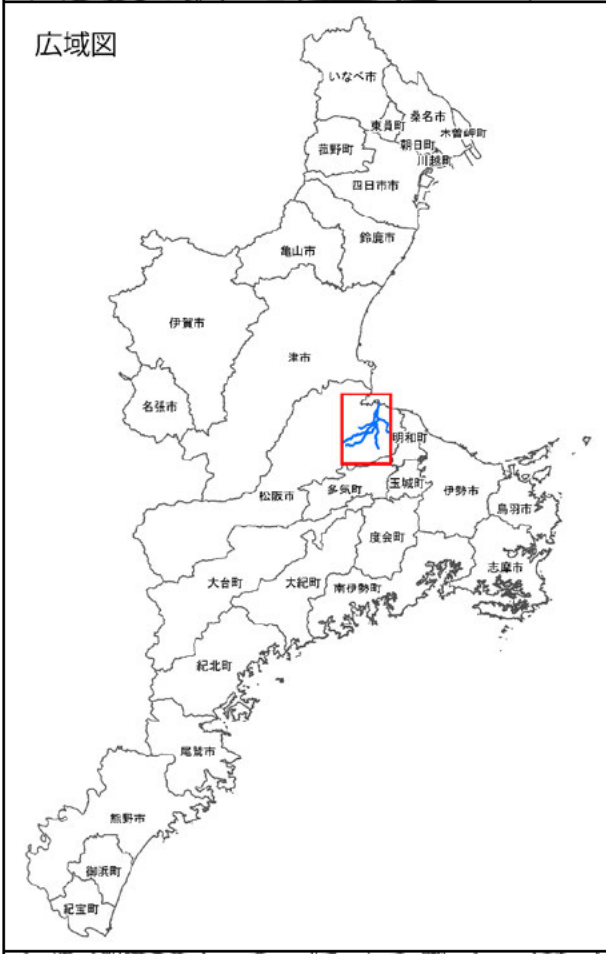 広域図
いなべ市
桑名市
東員町
木曽岬町
朝日町
菰野町
川越町
四日市市
鈴鹿市
亀山市
伊賀市
津市
名張市
明和町
玉城町
多気町
松阪市
伊勢市
鳥羽市
度会町
志摩市
大台町
大紀町
南伊勢町
紀北町
尾鷲市
熊野市
御浜町
紀宝町